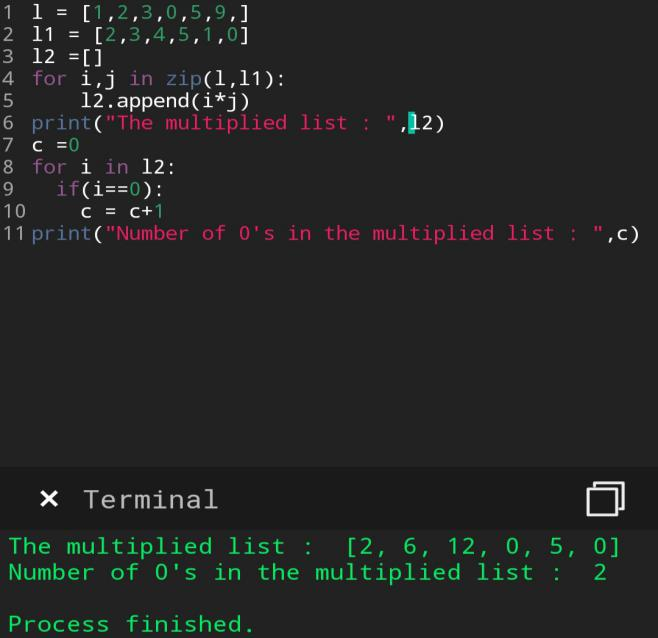 1 l = [1,2,3,0,5,9,]
2 l1 = [2,3,4,5,1,0]
3 l2 =[]
4 for i,j in zip(l,l1):
5     l2.append(i*j)
6 print("The multiplied list : ",l2)
7 c =0
8 for i in l2:
9   if(i==0):
10     c = c+1
11 print("Number of 0's in the multiplied list : ",c)
× Terminal
The multiplied list :  [2, 6, 12, 0, 5, 0]
Number of 0's in the multiplied list :  2
Process finished.